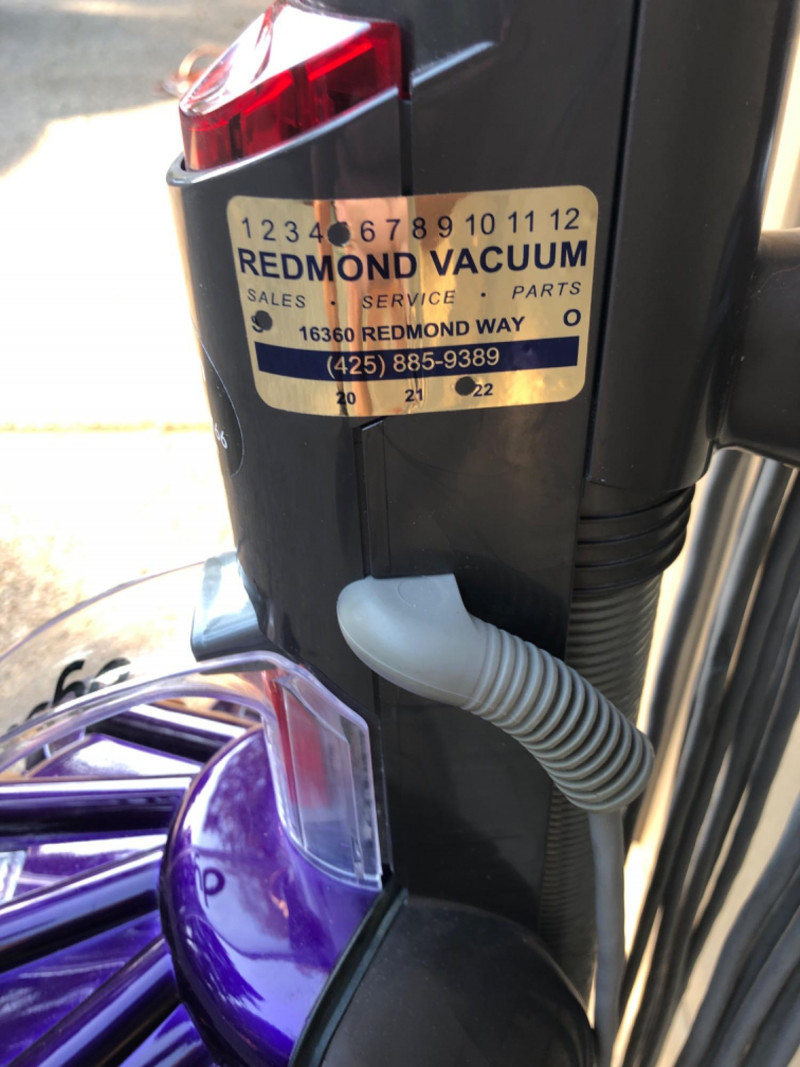 1 2 3 4 6 7 8 9 10 11 12
REDMOND VACUUM
SALES • SERVICE • PARTS
S 16360 REDMOND WAY O
(425) 885-9389
20 21 22
66